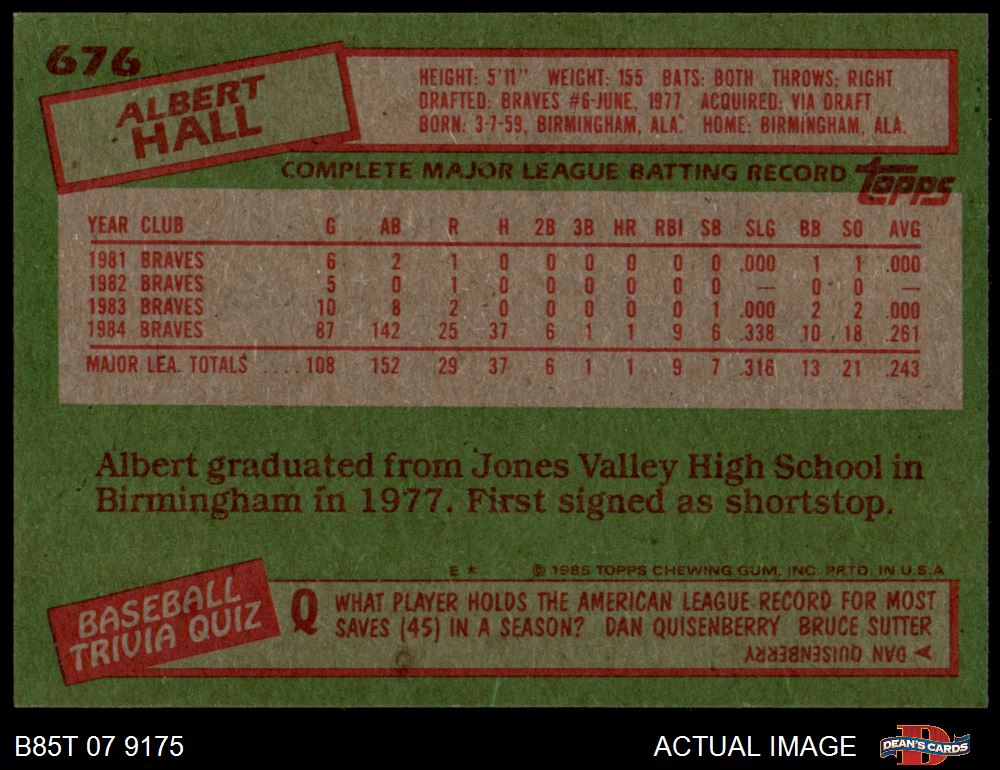 676
ALBERT
HALL
HEIGHT: 5'11" WEIGHT: 155 BATS: BOTH THROWS: RIGHT
DRAFTED: BRAVES #6-JUNE, 1977 ACQUIRED: VIA DRAFT
BORN: 3-7-59, BIRMINGHAM, ALA. HOME: BIRMINGHAM, ALA.
COMPLETE MAJOR LEAGUE BATTING RECORD Topps
YEAR CLUB G AB R H 2B 3B HR RBI SB SLG BB SO AVG
1981 BRAVES 6 2 1 0 0 0 0 0 0 .000 1 1 .000
1982 BRAVES 5 0 1 0 0 0 0 0 0 — 0 0 —
1983 BRAVES 10 8 2 0 0 0 0 0 1 .000 2 2 .000
1984 BRAVES 87 142 25 37 6 1 1 9 6 .338 10 18 .261
MAJOR LEA. TOTALS .... 108 152 29 37 6 1 1 9 7 .316 13 21 .243
Albert graduated from Jones Valley High School in
Birmingham in 1977. First signed as shortstop.
E * © 1985 TOPPS CHEWING GUM, INC. PRTD. IN U.S.A
BASEBALL
TRIVIA QUIZ
Q WHAT PLAYER HOLDS THE AMERICAN LEAGUE RECORD FOR MOST
SAVES (45) IN A SEASON? DAN QUISENBERRY BRUCE SUTTER
A DAN QUISENBERRY
B85T 07 9175
ACTUAL IMAGE
D
DEAN'S CARDS